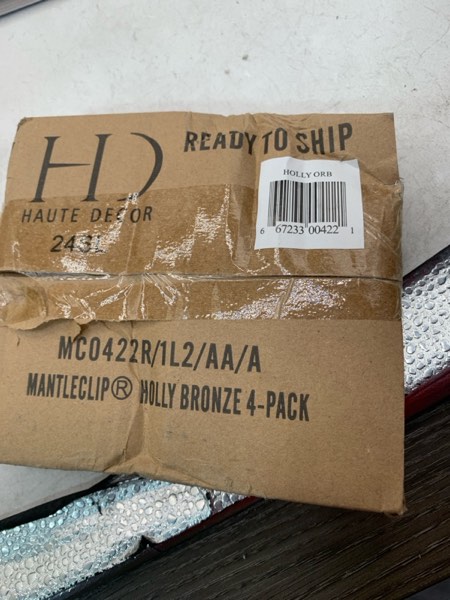 HD
HAUTE DECOR
READY TO SHIP
HOLLY ORB
6 67233 00422 1
MC0422R/1L2/AA/A
MANTLECLIP® HOLLY BRONZE 4-PACK